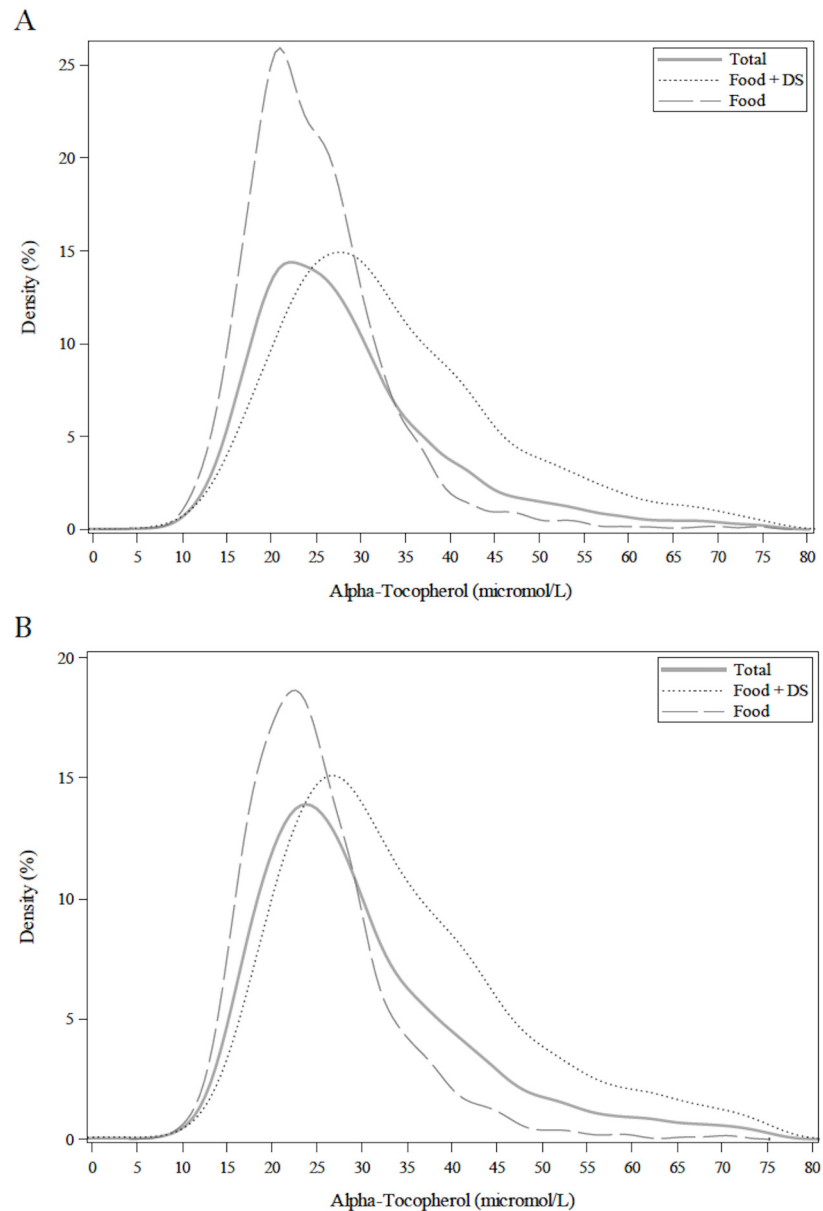 A
25
20
15
10
5
0
Density (%)
Total
Food + DS
Food
0 5 10 15 20 25 30 35 40 45 50 55 60 65 70 75 80
Alpha-Tocopherol (micromol/L)
B
20
15
10
5
0
Density (%)
Total
Food + DS
Food
0 5 10 15 20 25 30 35 40 45 50 55 60 65 70 75 80
Alpha-Tocopherol (micromol/L)